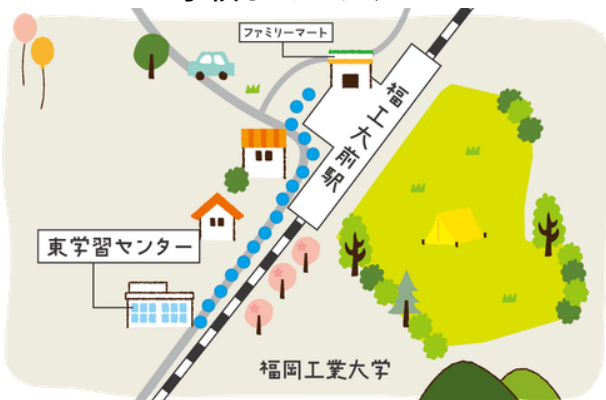 ファミリーマート
福工大前駅
東学習センター
福岡工業大学